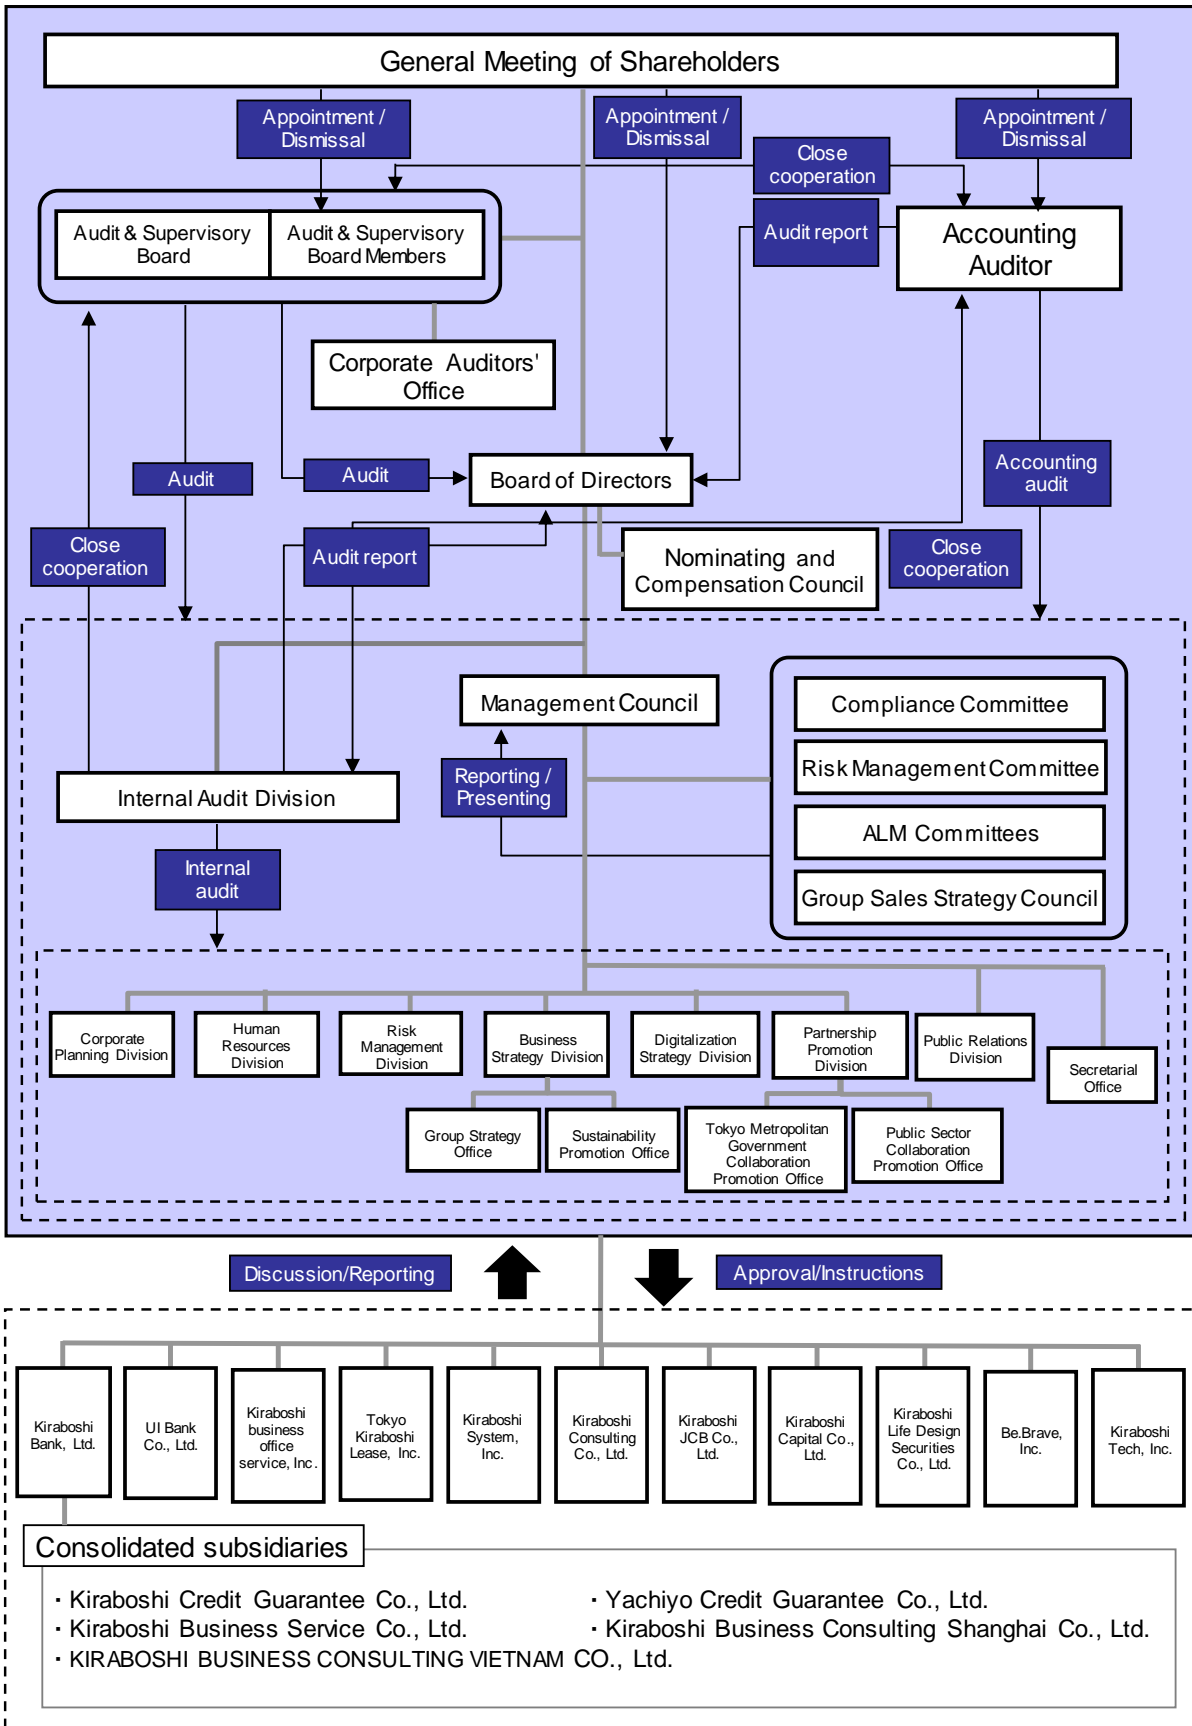 General Meeting of Shareholders
Appointment /
Dismissal
Appointment /
Dismissal
Appointment /
Dismissal
Close
cooperation
Audit & Supervisory
Board
Audit & Supervisory
Board Members
Audit report
Accounting
Auditor
Corporate Auditors'
Office
Audit
Audit
Board of Directors
Accounting
audit
Close
cooperation
Audit report
Nominating and
Compensation Council
Close
cooperation
Management Council
Compliance Committee
Risk Management Committee
ALM Committees
Group Sales Strategy Council
Reporting /
Presenting
Internal Audit Division
Internal
audit
Corporate
Planning Division
Human
Resources
Division
Risk
Management
Division
Business
Strategy Division
Digitalization
Strategy Division
Partnership
Promotion
Division
Public Relations
Division
Secretarial
Office
Group Strategy
Office
Sustainability
Promotion Office
Tokyo Metropolitan
Government
Collaboration
Promotion Office
Public Sector
Collaboration
Promotion Office
Discussion/Reporting
Approval/Instructions
Kiraboshi
Bank, Ltd.
UI Bank
Co., Ltd.
Kiraboshi
business
office
service, Inc.
Tokyo
Kiraboshi
Lease, Inc.
Kiraboshi
System,
Inc.
Kiraboshi
Consulting
Co., Ltd.
Kiraboshi
JCB Co.,
Ltd.
Kiraboshi
Capital Co.,
Ltd.
Kiraboshi
Life Design
Securities
Co., Ltd.
Be.Brave,
Inc.
Kiraboshi
Tech, Inc.
Consolidated subsidiaries
・Kiraboshi Credit Guarantee Co., Ltd.
・Yachiyo Credit Guarantee Co., Ltd.
・Kiraboshi Business Service Co., Ltd.
・Kiraboshi Business Consulting Shanghai Co., Ltd.
・KIRABOSHI BUSINESS CONSULTING VIETNAM CO., Ltd.